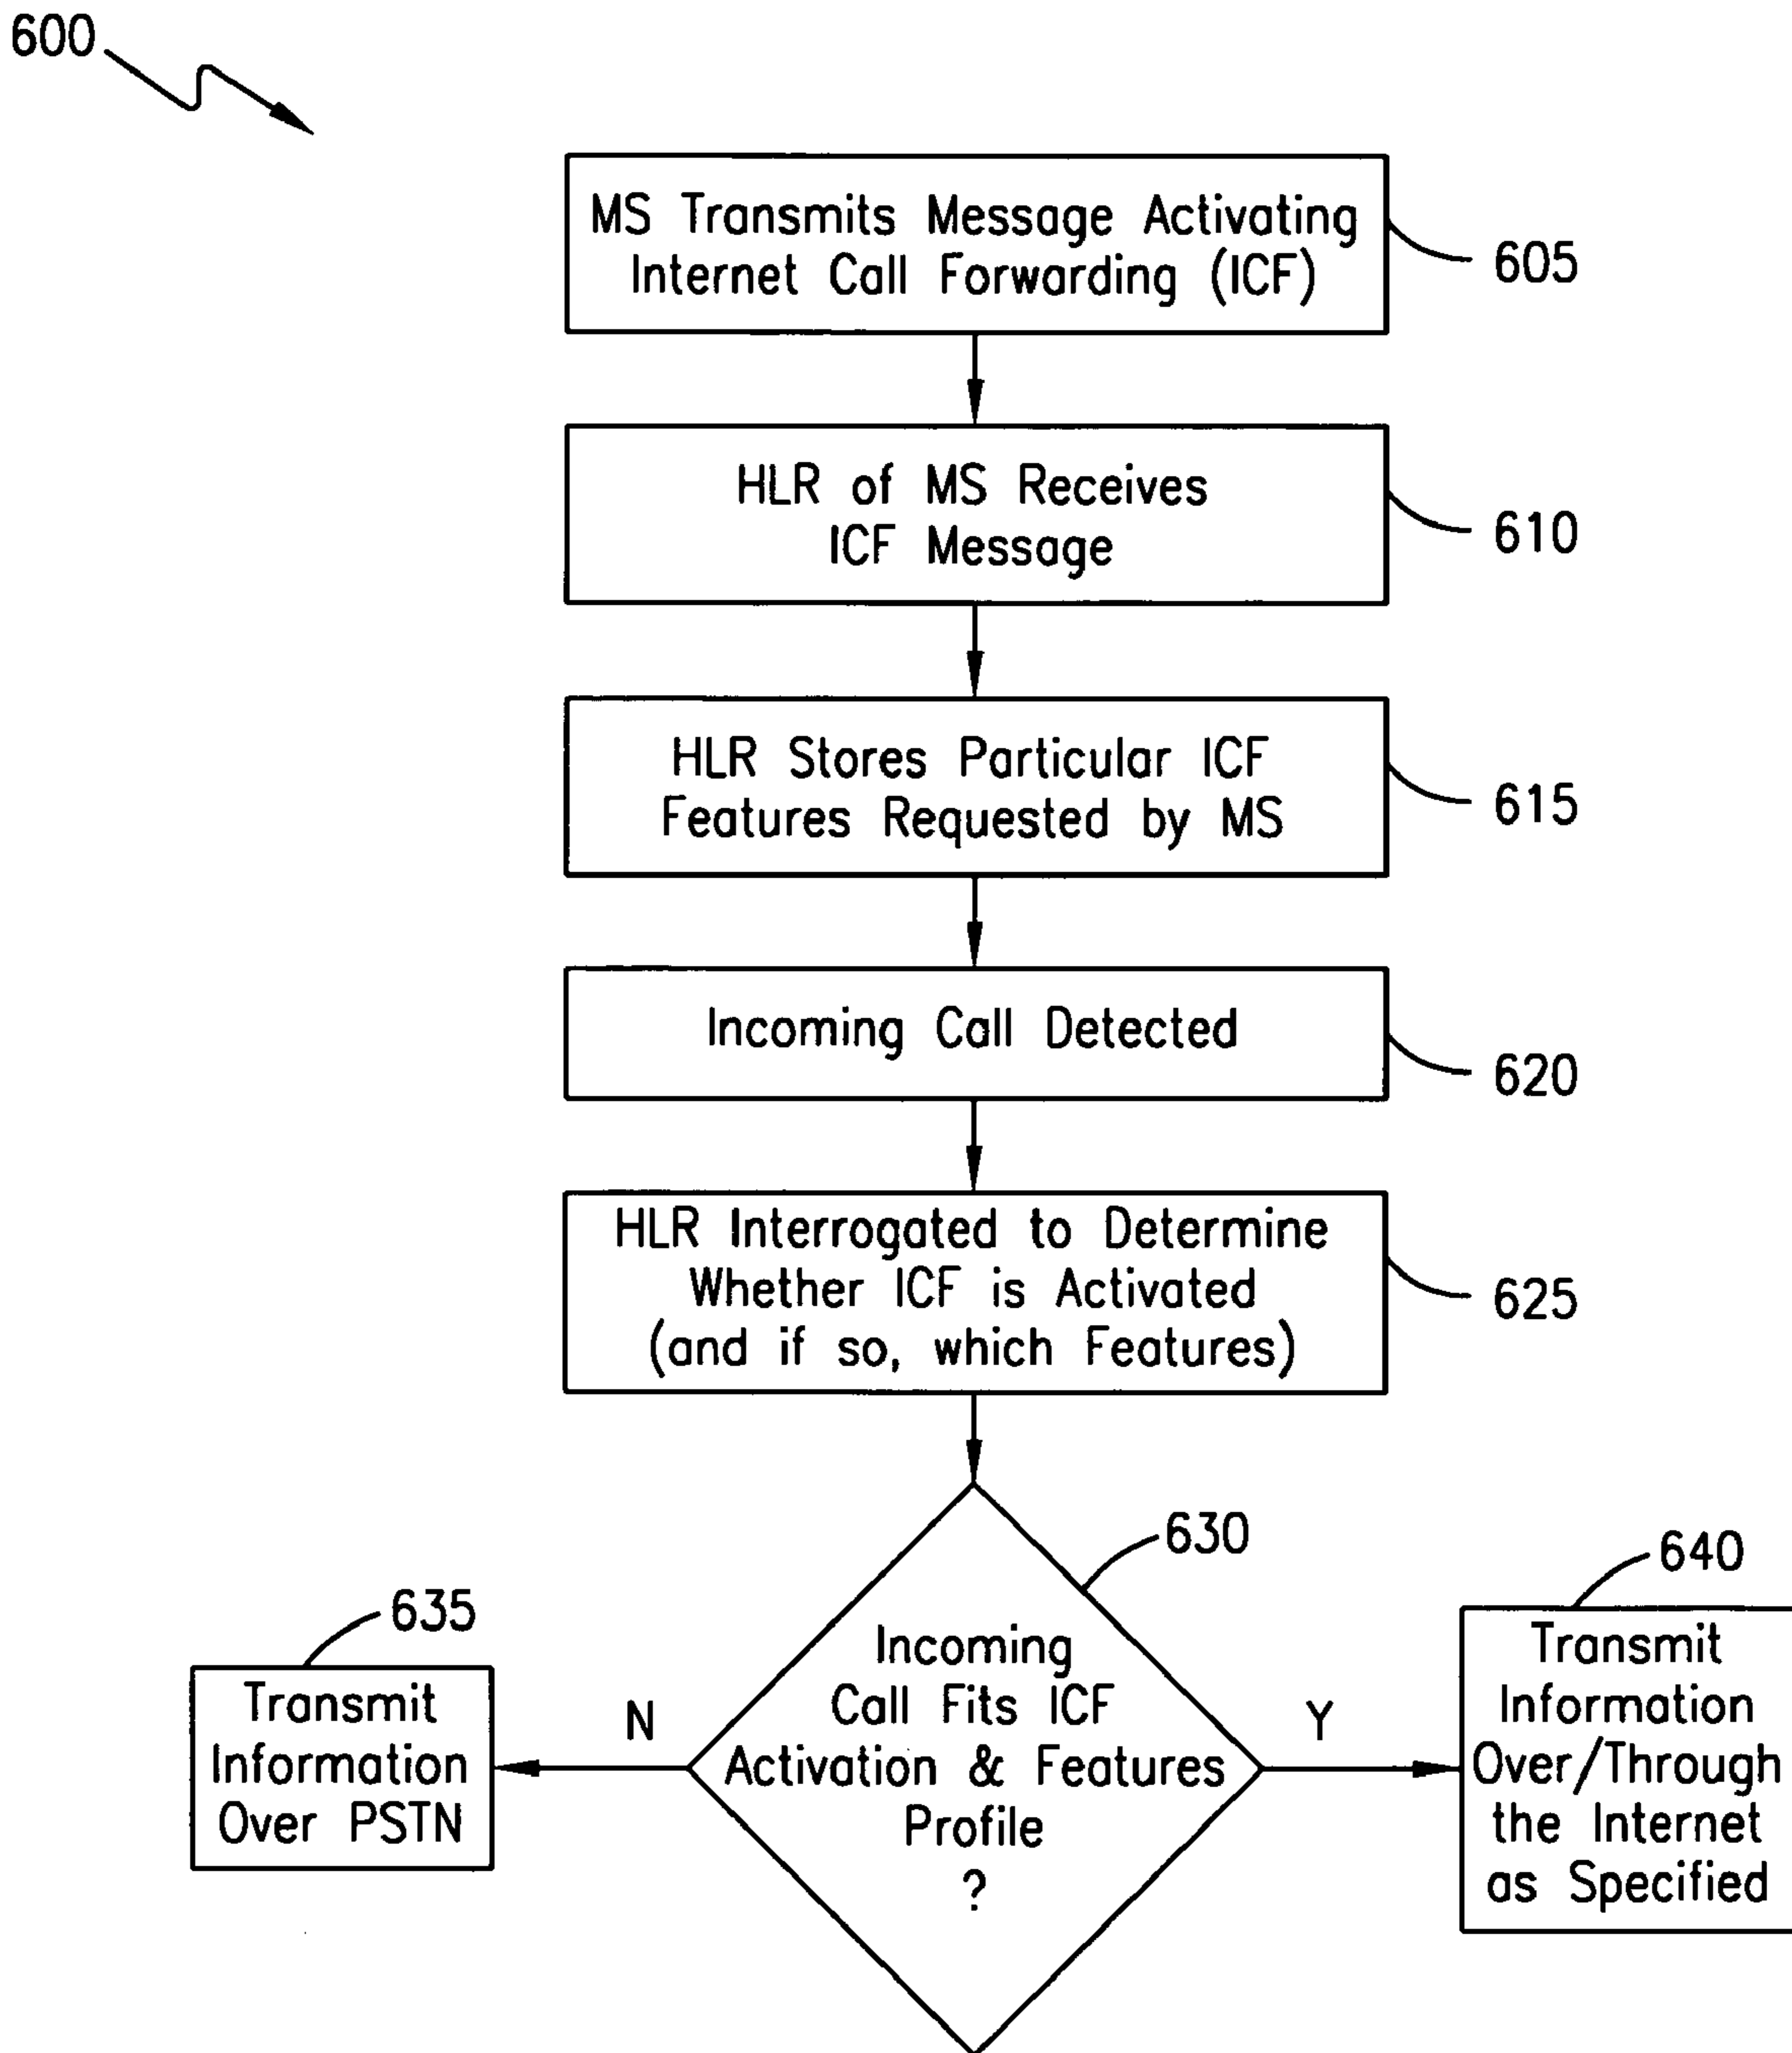 600
MS Transmits Message Activating
Internet Call Forwarding (ICF)
605
HLR of MS Receives
ICF Message
610
HLR Stores Particular ICF
Features Requested by MS
615
Incoming Call Detected
620
HLR Interrogated to Determine
Whether ICF is Activated
(and if so, which Features)
625
630
Incoming
Call Fits ICF
Activation & Features
Profile
?
N
635
Transmit
Information
Over PSTN
Y
640
Transmit
Information
Over/Through
the Internet
as Specified